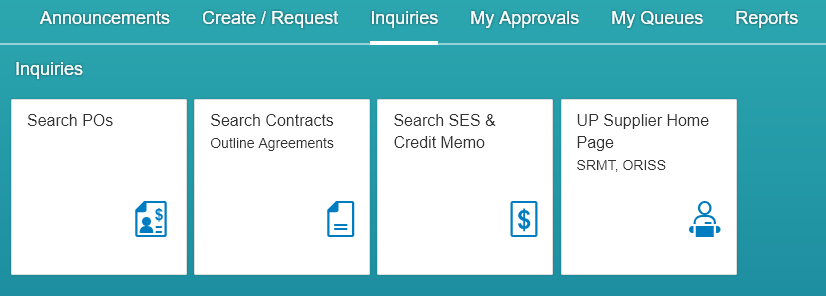 Announcements Create / Request Inquiries My Approvals My Queues Reports
Inquiries
Search POs
Search Contracts
Outline Agreements
Search SES &
Credit Memo
UP Supplier Home
Page
SRMT, ORISS